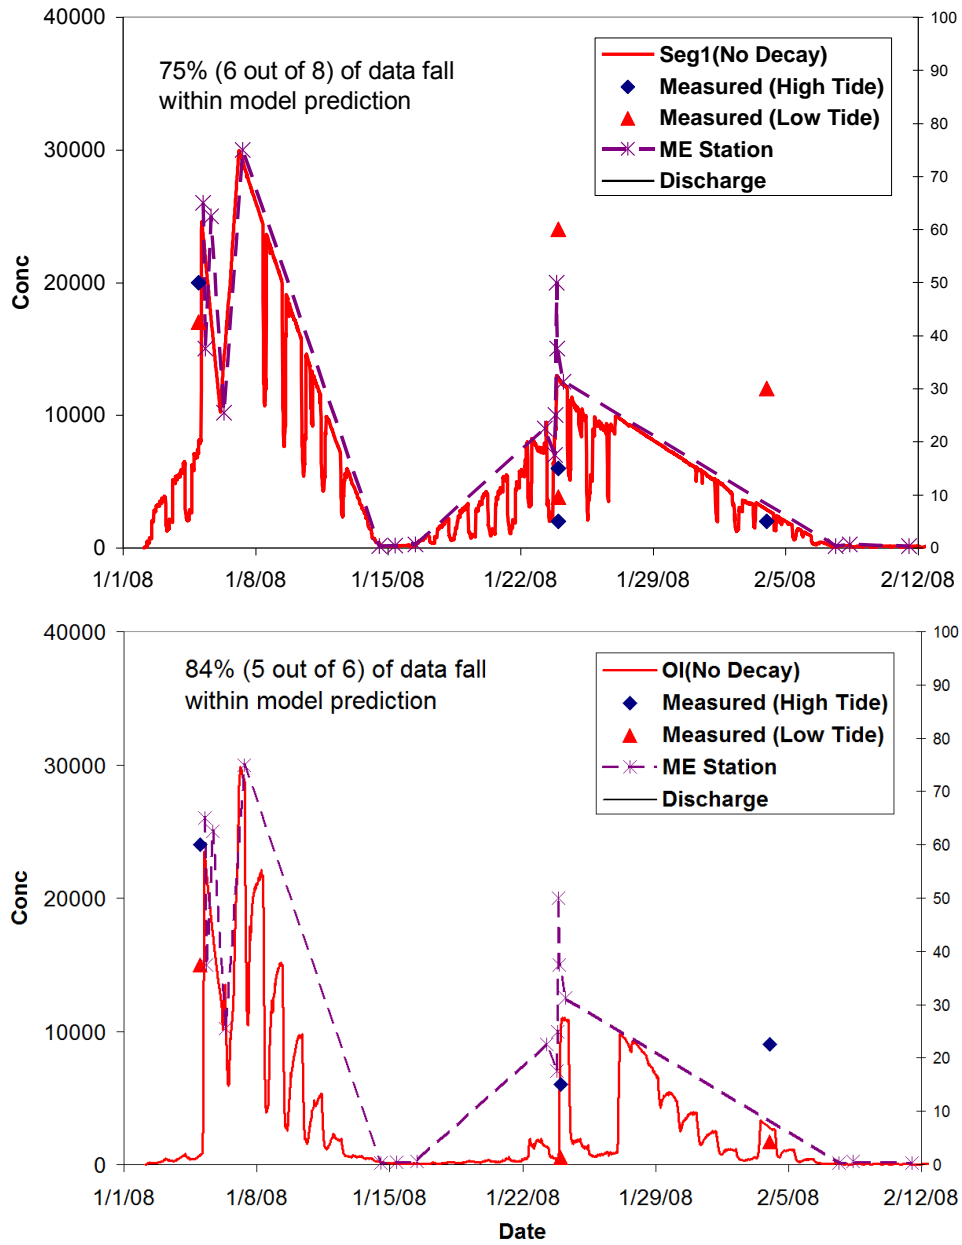 40000
30000
20000
10000
0
Conc
75% (6 out of 8) of data fall
within model prediction
Seg1(No Decay)
Measured (High Tide)
Measured (Low Tide)
ME Station
Discharge
100
90
80
70
60
50
40
30
20
10
0
1/1/08
1/8/08
1/15/08
1/22/08
1/29/08
2/5/08
2/12/08
40000
30000
20000
10000
0
Conc
84% (5 out of 6) of data fall
within model prediction
OI(No Decay)
Measured (High Tide)
Measured (Low Tide)
ME Station
Discharge
100
90
80
70
60
50
40
30
20
10
0
1/1/08
1/8/08
1/15/08
1/22/08
1/29/08
2/5/08
2/12/08
Date